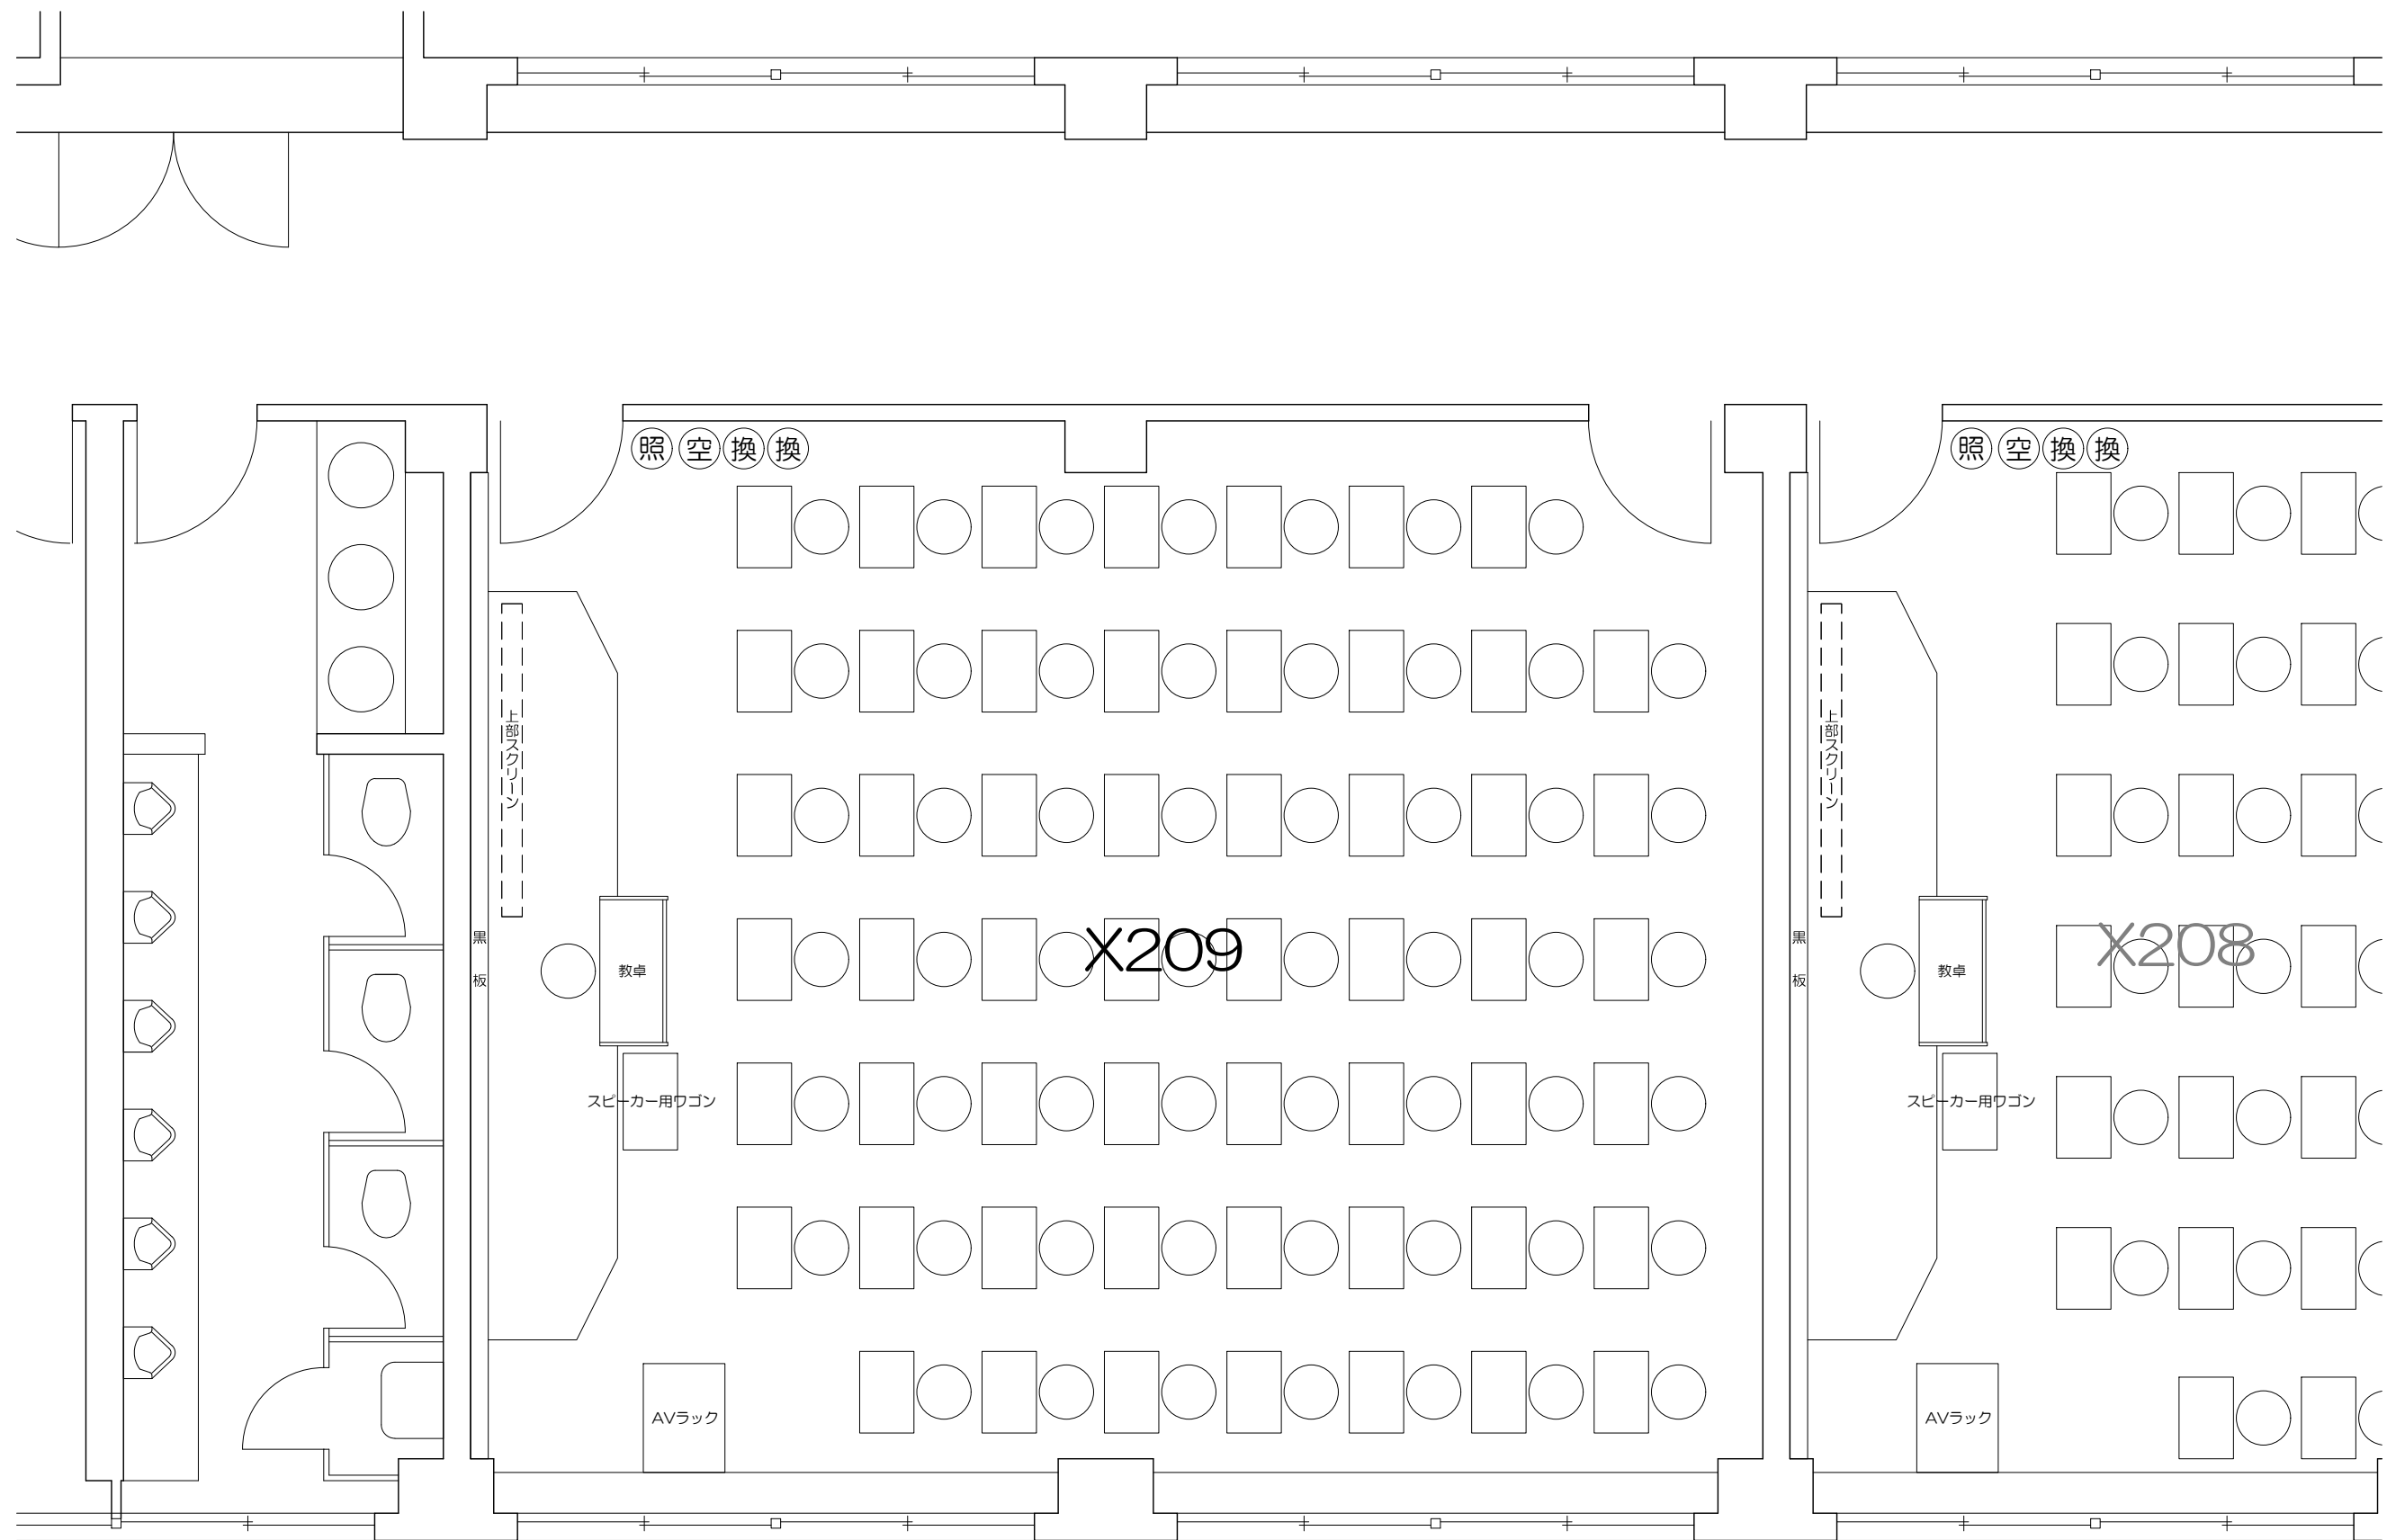 照 空 換 換
照 空 換 換
上部スクリーン
上部スクリーン
黒板
X209
黒板
X208
教卓
教卓
スピーカー用ワゴン
スピーカー用ワゴン
AVラック
AVラック